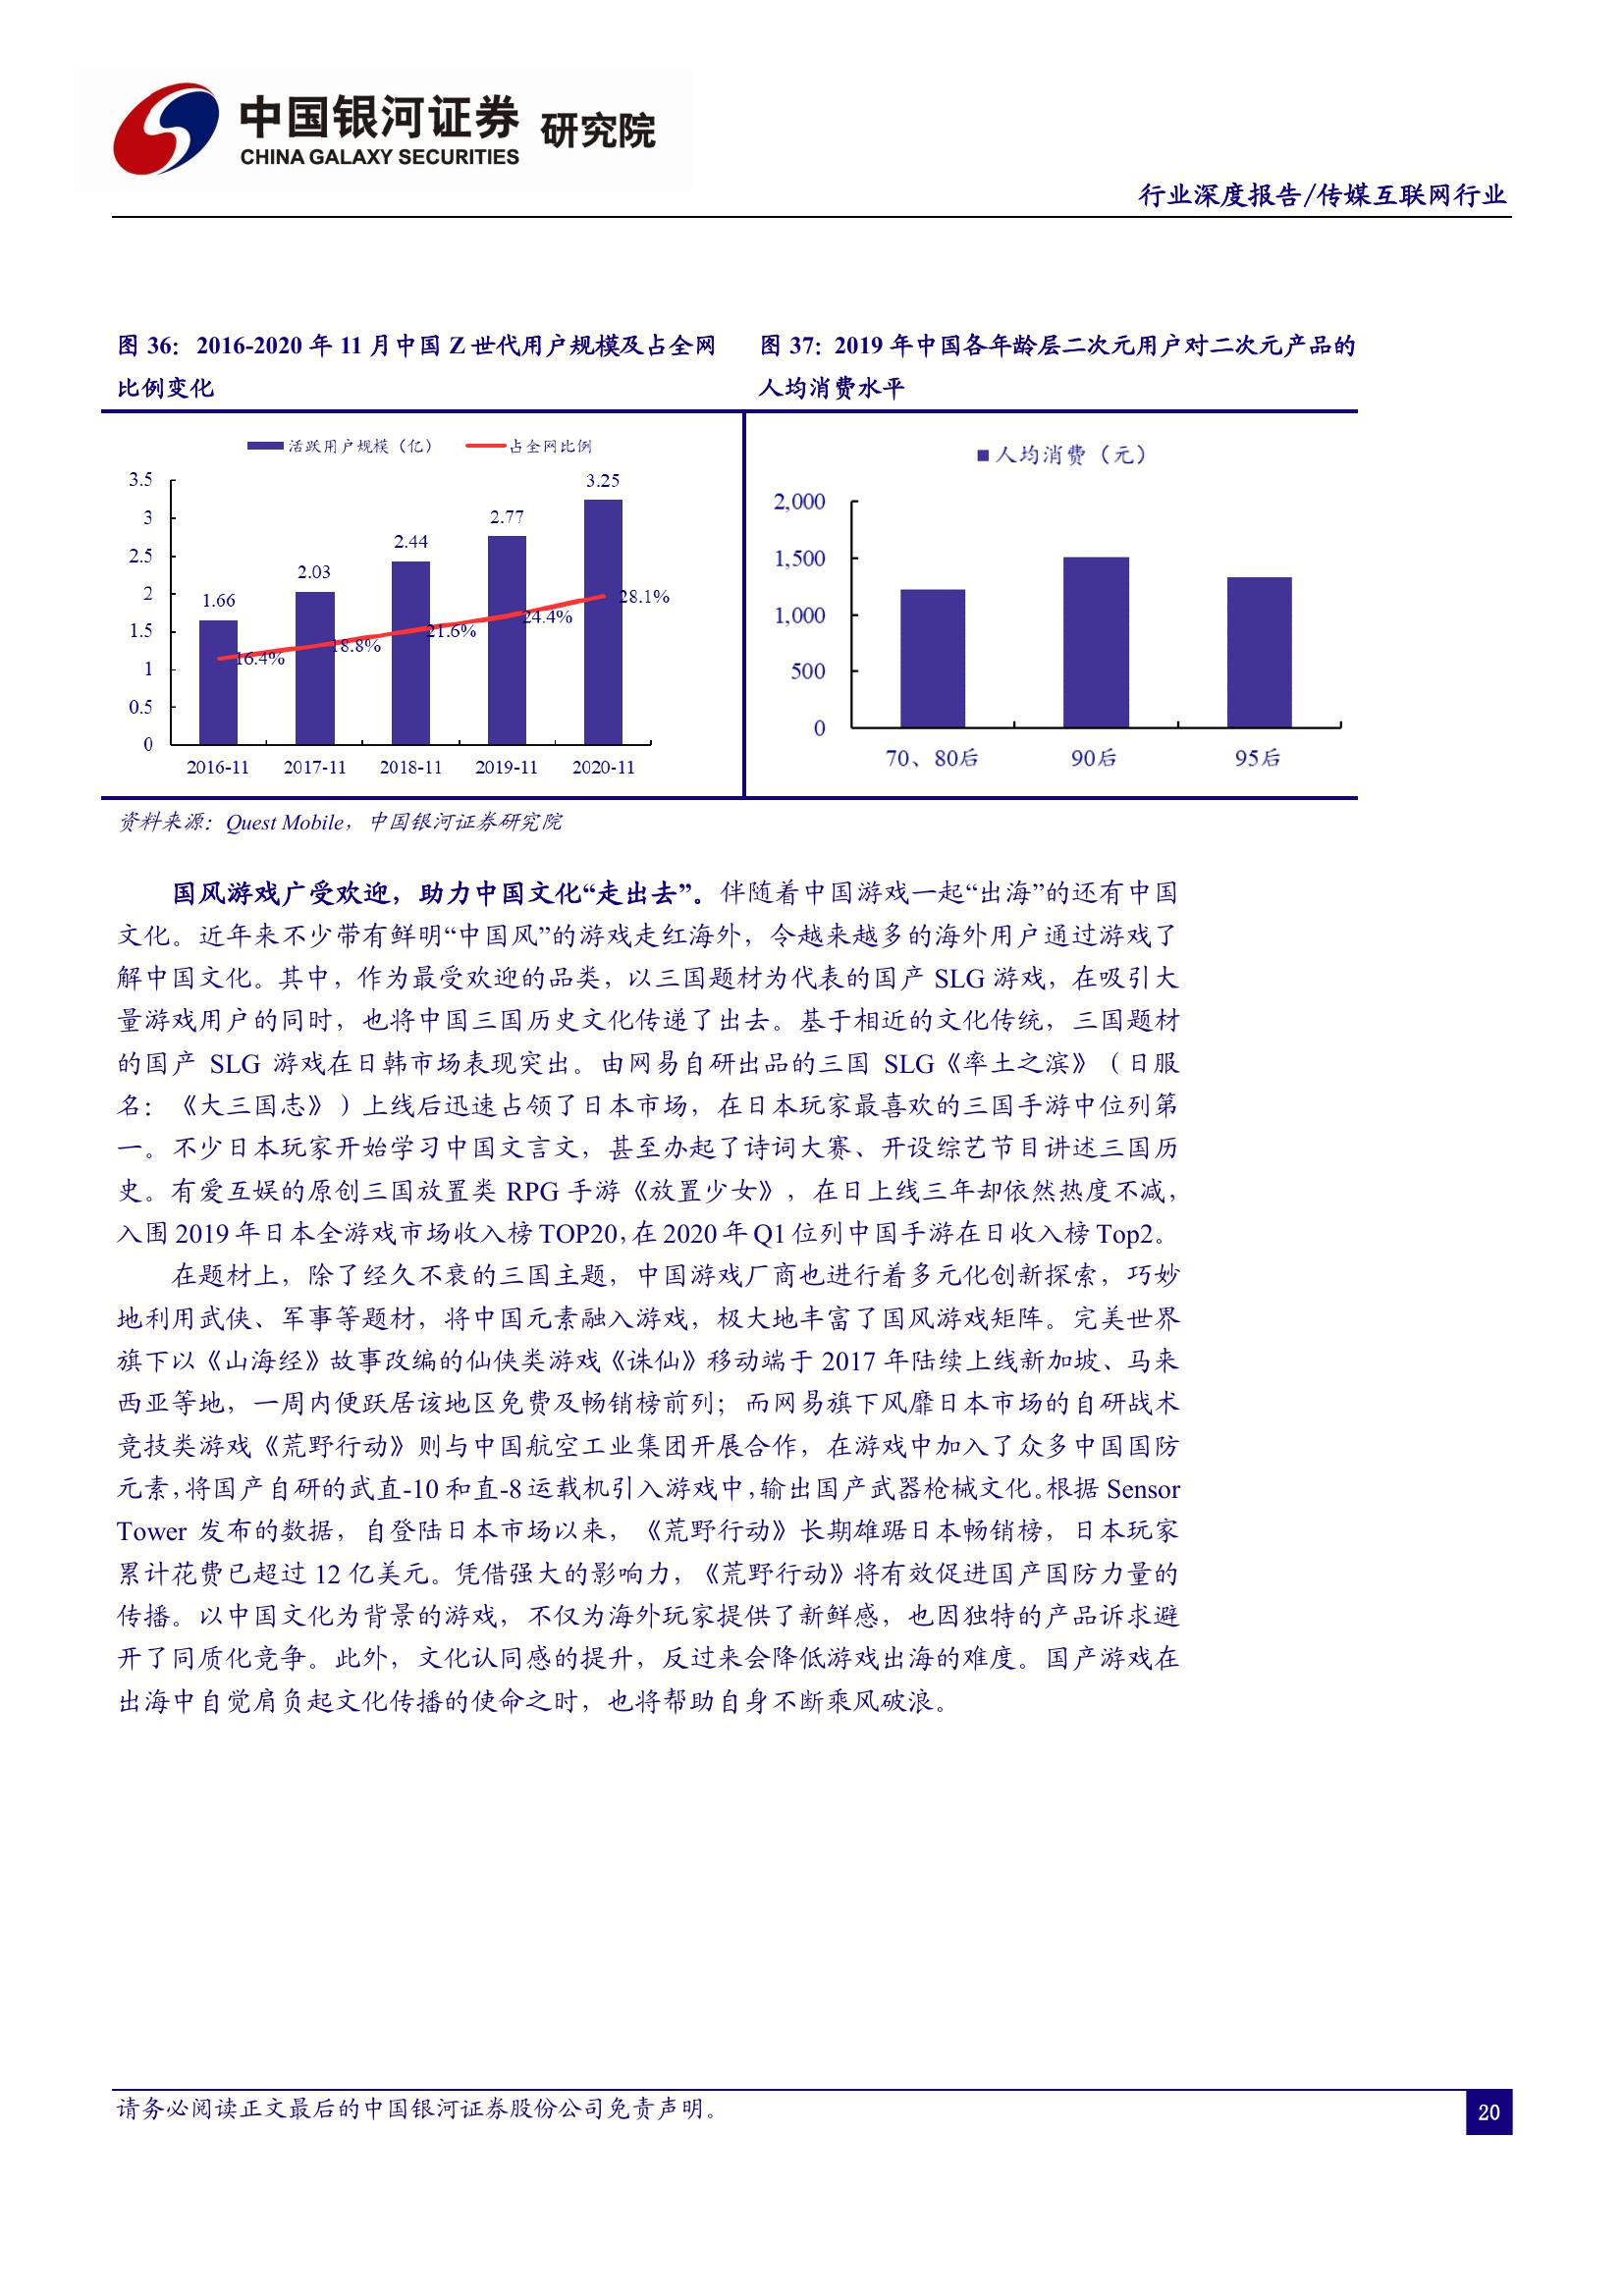 中国银河证券 研究院
CHINA GALAXY SECURITIES
行业深度报告/传媒互联网行业
图 36：2016-2020 年 11 月中国 Z 世代用户规模及占全网
比例变化
图 37：2019 年中国各年龄层二次元用户对二次元产品的
人均消费水平
活跃用户规模（亿）
占全网比例
3.5
3
2.5
2
1.5
1
0.5
0
1.66
2.03
2.44
2.77
3.25
16.4%
18.8%
21.6%
24.4%
28.1%
2016-11
2017-11
2018-11
2019-11
2020-11
人均消费（元）
2,000
1,500
1,000
500
0
70、80后
90后
95后
资料来源：Quest Mobile，中国银河证券研究院
国风游戏广受欢迎，助力中国文化“走出去”。伴随着中国游戏一起“出海”的还有中国
文化。近年来不少带有鲜明“中国风”的游戏走红海外，令越来越多的海外用户通过游戏了
解中国文化。其中，作为最受欢迎的品类，以三国题材为代表的国产 SLG 游戏，在吸引大
量游戏用户的同时，也将中国三国历史文化传递了出去。基于相近的文化传统，三国题材
的国产 SLG 游戏在日韩市场表现突出。由网易自研出品的三国 SLG《率土之滨》（日服
名：《大三国志》）上线后迅速占领了日本市场，在日本玩家最喜欢的三国手游中位列第
一。不少日本玩家开始学习中国文言文，甚至办起了诗词大赛、开设综艺节目讲述三国历
史。有爱互娱的原创三国放置类 RPG 手游《放置少女》，在日上线三年却依然热度不减，
入围 2019 年日本全游戏市场收入榜 TOP20，在 2020 年 Q1 位列中国手游在日收入榜 Top2。
在题材上，除了经久不衰的三国主题，中国游戏厂商也进行着多元化创新探索，巧妙
地利用武侠、军事等题材，将中国元素融入游戏，极大地丰富了国风游戏矩阵。完美世界
旗下以《山海经》故事改编的仙侠类游戏《诛仙》移动端于 2017 年陆续上线新加坡、马来
西亚等地，一周内便跃居该地区免费及畅销榜前列；而网易旗下风靡日本市场的自研战术
竞技类游戏《荒野行动》则与中国航空工业集团开展合作，在游戏中加入了众多中国国防
元素，将国产自研的武直-10 和直-8 运载机引入游戏中，输出国产武器枪械文化。根据 Sensor
Tower 发布的数据，自登陆日本市场以来，《荒野行动》长期雄踞日本畅销榜，日本玩家
累计花费已超过 12 亿美元。凭借强大的影响力，《荒野行动》将有效促进国产国防力量的
传播。以中国文化为背景的游戏，不仅为海外玩家提供了新鲜感，也因独特的产品诉求避
开了同质化竞争。此外，文化认同感的提升，反过来会降低游戏出海的难度。国产游戏在
出海中自觉肩负起文化传播的使命之时，也将帮助自身不断乘风破浪。
请务必阅读正文最后的中国银河证券股份公司免责声明。
20